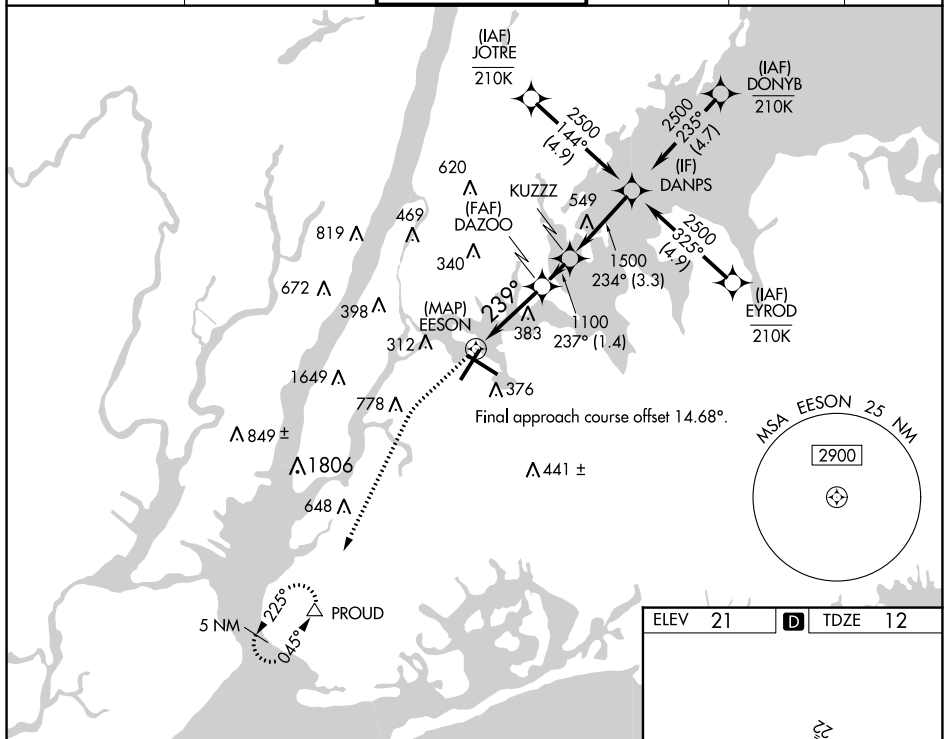 (IAF)
JOTRE
210K
(IAF)
DONYB
210K
2500
144°
(4.9)
2500
235°
(4.7)
(IF)
DANPS
620
KUZZZ
549
(FAF)
DAZOO
819
469
340
2500
325°
(4.9)
1500
234° (3.3)
672
398
239°
(IAF)
EYROD
210K
(MAP)
EESON
383
1100
237° (1.4)
312
1649
376
778
Final approach course offset 14.68°.
MSA EESON 25 NM
2900
849 ±
1806
441 ±
648
225°
PROUD
5 NM
045°
ELEV 21 D TDZE 12
22